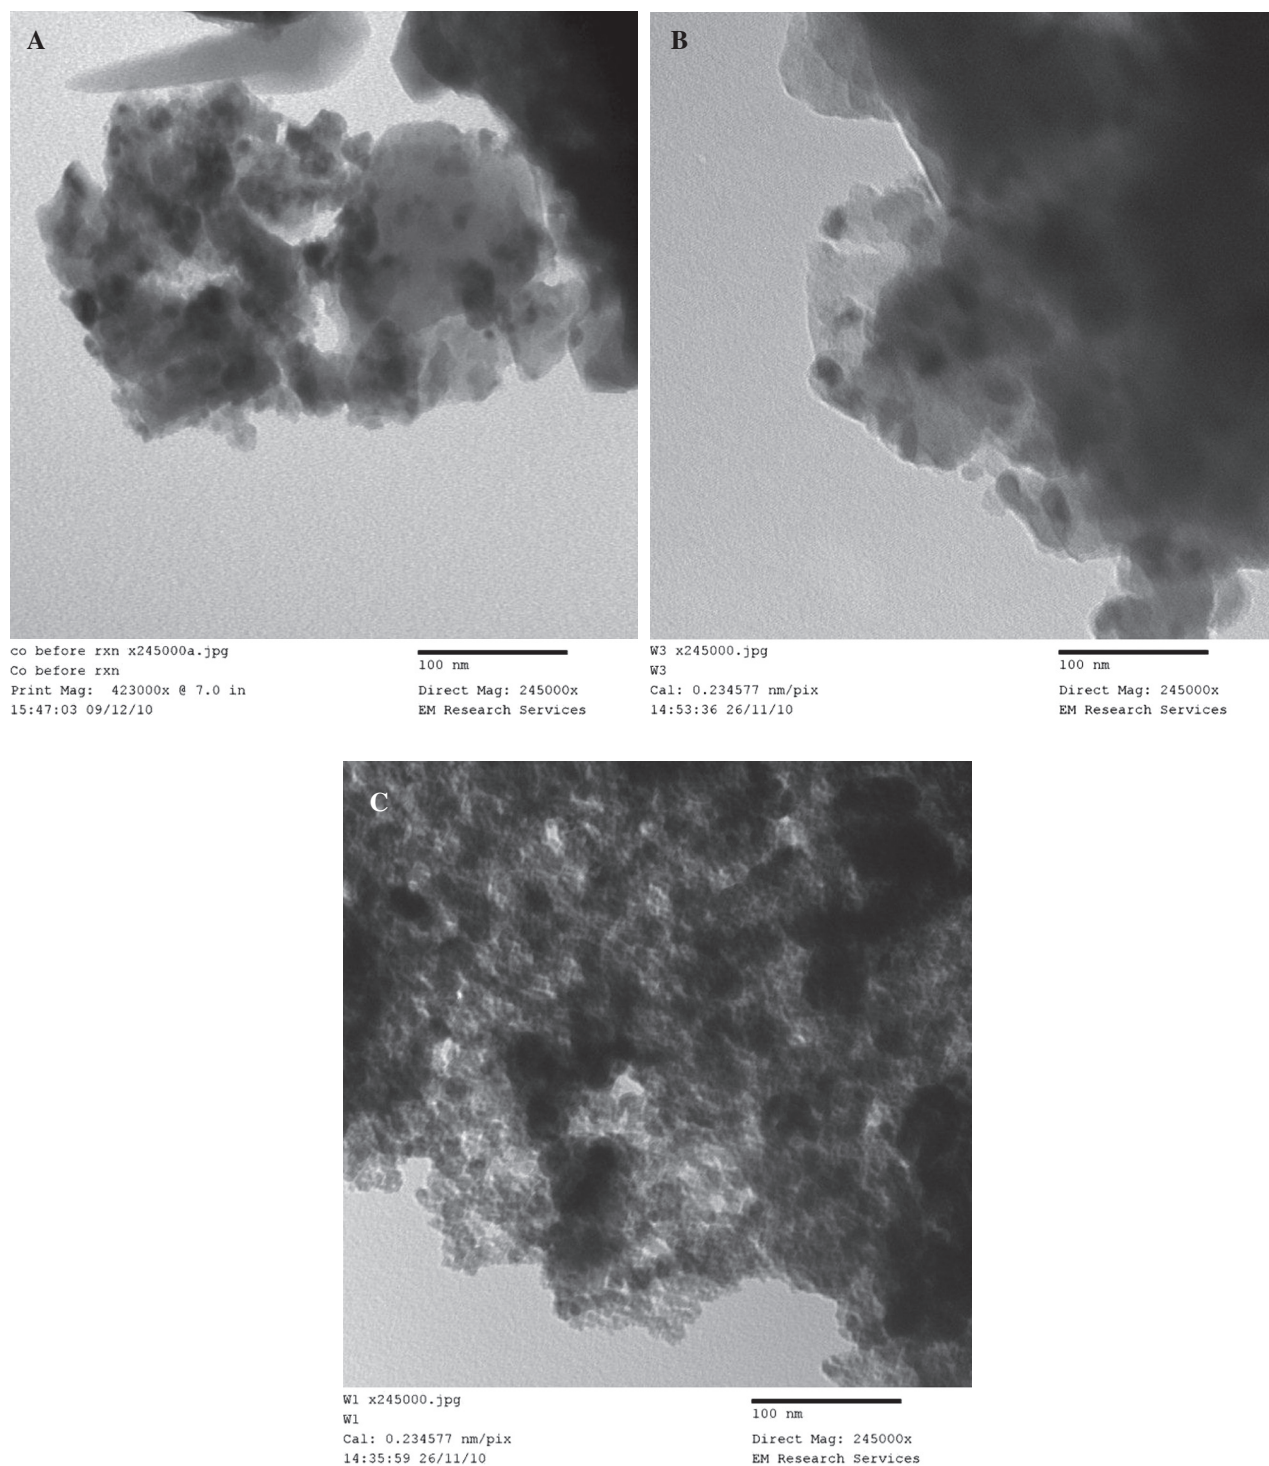 A
co before rxn x245000a.jpg
Co before rxn
Print Mag: 423000x @ 7.0 in
15:47:03 09/12/10
100 nm
Direct Mag: 245000x
EM Research Services
B
W3 x245000.jpg
W3
Cal: 0.234577 nm/pix
14:53:36 26/11/10
100 nm
Direct Mag: 245000x
EM Research Services
C
W1 x245000.jpg
W1
Cal: 0.234577 nm/pix
14:35:59 26/11/10
100 nm
Direct Mag: 245000x
EM Research Services